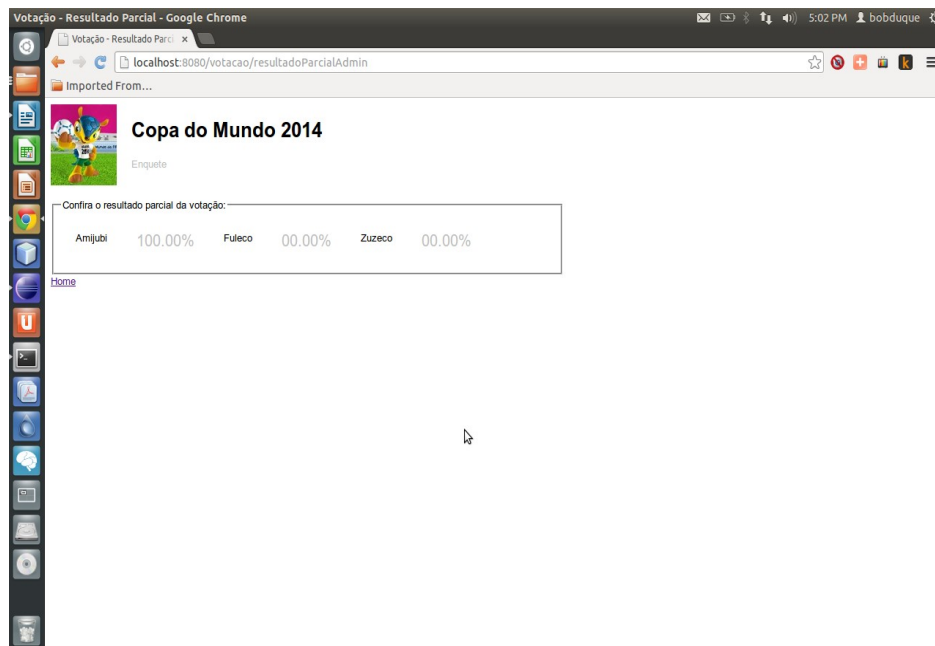 Votação - Resultado Parcial - Google Chrome
5:02 PM bobduque
Votação - Resultado Parci
localhost:8080/votacao/resultadoParcialAdmin
Imported From...
Copa do Mundo 2014
Enquete
Confira o resultado parcial da votação:
Amijubi 100.00% Fuleco 00.00% Zuzeco 00.00%
Home